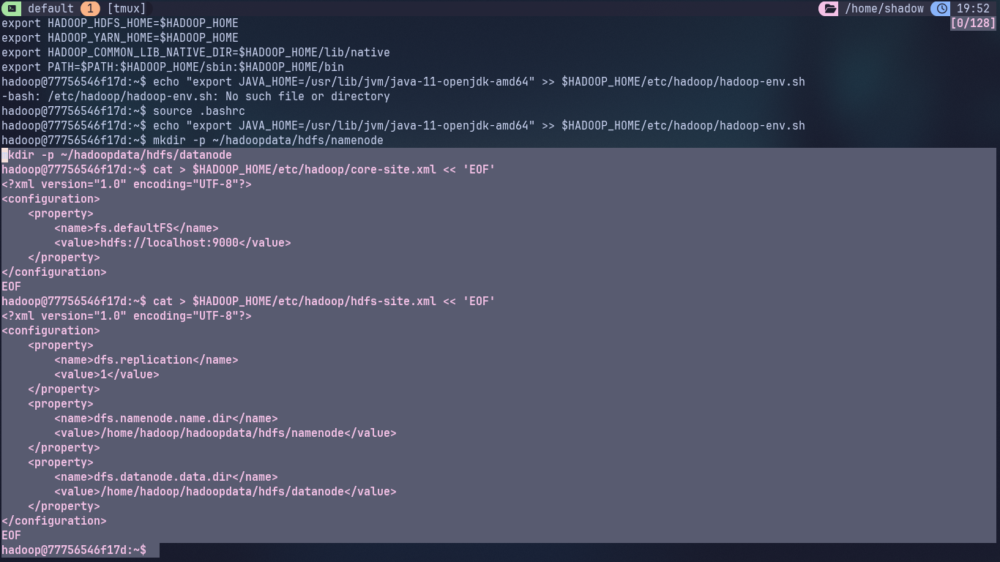 default 1 [tmux] /home/shadow 19:52
export HADOOP_HDFS_HOME=$HADOOP_HOME [0/128]
export HADOOP_YARN_HOME=$HADOOP_HOME
export HADOOP_COMMON_LIB_NATIVE_DIR=$HADOOP_HOME/lib/native
export PATH=$PATH:$HADOOP_HOME/sbin:$HADOOP_HOME/bin
hadoop@77756546f17d:~$ echo "export JAVA_HOME=/usr/lib/jvm/java-11-openjdk-amd64" >> $HADOOP_HOME/etc/hadoop/hadoop-env.sh
-bash: /etc/hadoop/hadoop-env.sh: No such file or directory
hadoop@77756546f17d:~$ source .bashrc
hadoop@77756546f17d:~$ echo "export JAVA_HOME=/usr/lib/jvm/java-11-openjdk-amd64" >> $HADOOP_HOME/etc/hadoop/hadoop-env.sh
hadoop@77756546f17d:~$ mkdir -p ~/hadoopdata/hdfs/namenode
mkdir -p ~/hadoopdata/hdfs/datanode
hadoop@77756546f17d:~$ cat > $HADOOP_HOME/etc/hadoop/core-site.xml << 'EOF'
<?xml version="1.0" encoding="UTF-8"?>
<configuration>
    <property>
        <name>fs.defaultFS</name>
        <value>hdfs://localhost:9000</value>
    </property>
</configuration>
EOF
hadoop@77756546f17d:~$ cat > $HADOOP_HOME/etc/hadoop/hdfs-site.xml << 'EOF'
<?xml version="1.0" encoding="UTF-8"?>
<configuration>
    <property>
        <name>dfs.replication</name>
        <value>1</value>
    </property>
    <property>
        <name>dfs.namenode.name.dir</name>
        <value>/home/hadoop/hadoopdata/hdfs/namenode</value>
    </property>
    <property>
        <name>dfs.datanode.data.dir</name>
        <value>/home/hadoop/hadoopdata/hdfs/datanode</value>
    </property>
</configuration>
EOF
hadoop@77756546f17d:~$